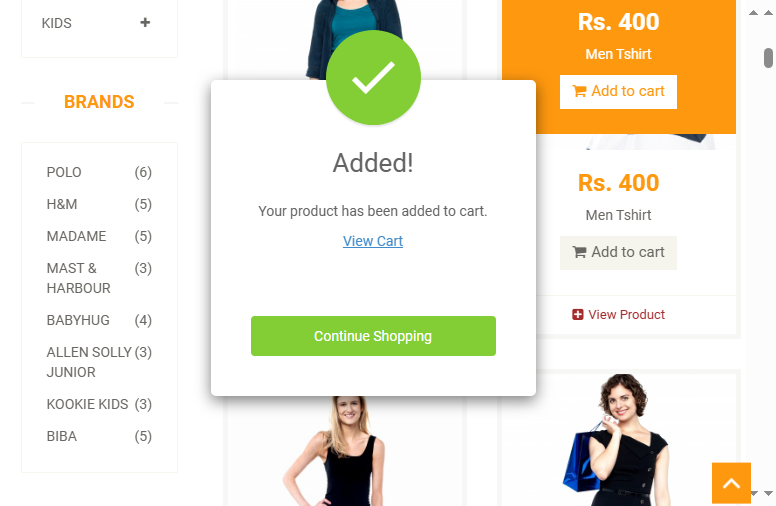 KIDS
BRANDS
POLO (6)
H&M (5)
MADAME (5)
MAST & (3)
HARBOUR
BABYHUG (4)
ALLEN SOLLY (3)
JUNIOR
KOOKIE KIDS (3)
BIBA (5)
Added!
Your product has been added to cart.
View Cart
Continue Shopping
Rs. 400
Men Tshirt
Add to cart
Rs. 400
Men Tshirt
Add to cart
View Product